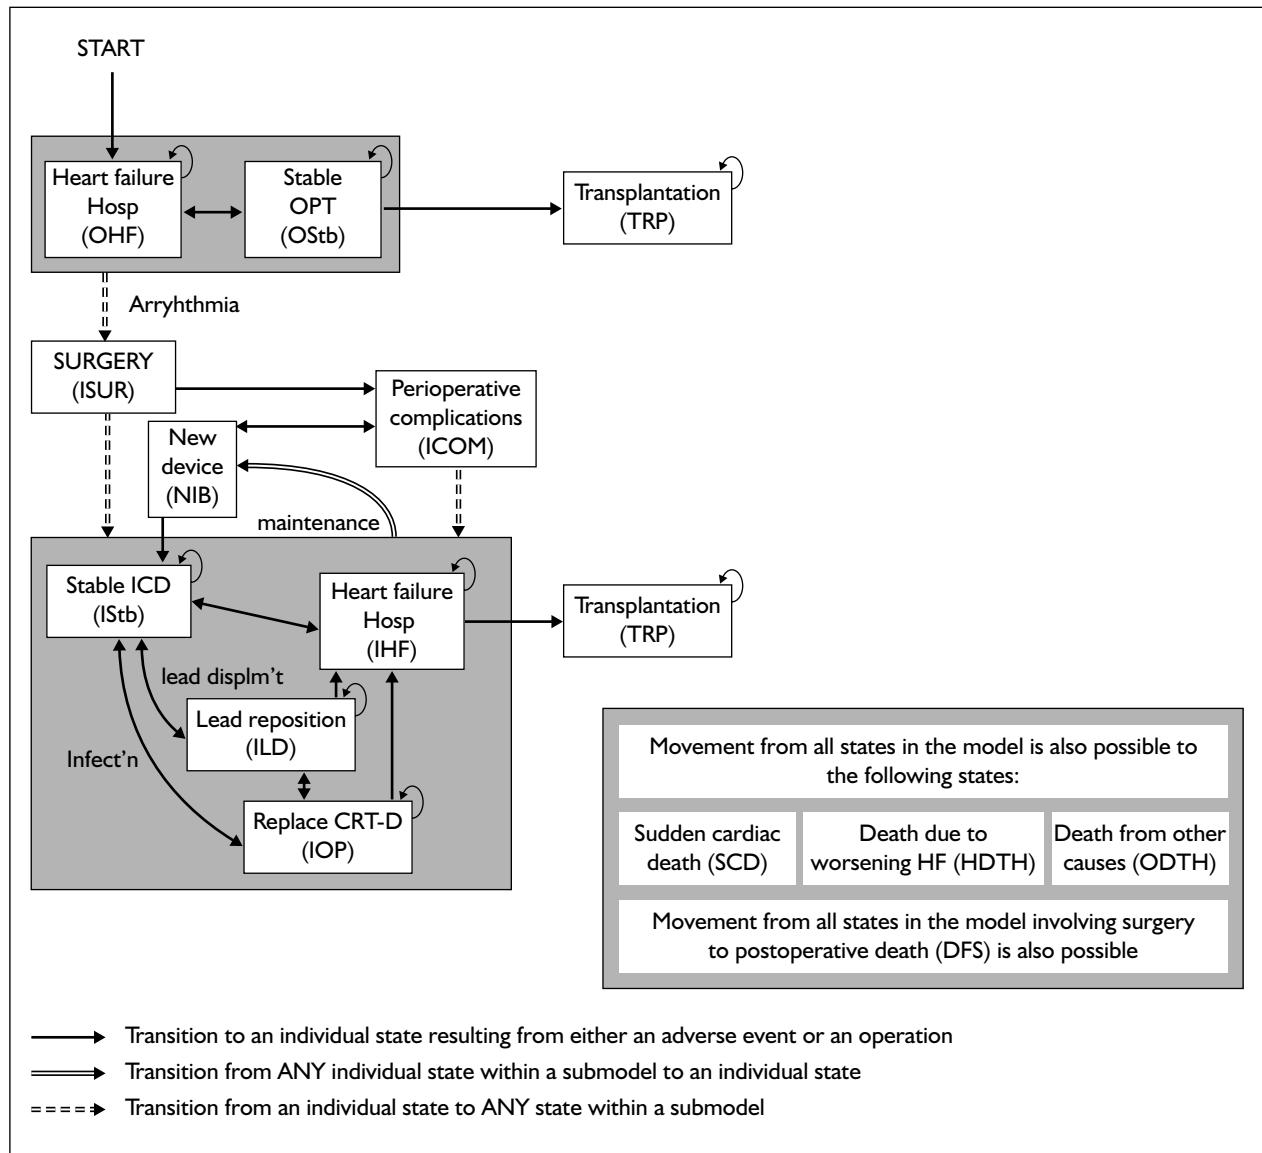 START
Heart failure
Hosp
(OHF)
Stable
OPT
(OStb)
Transplantation
(TRP)
Arryhthmia
SURGERY
(ISUR)
Perioperative
complications
(ICOM)
New
device
(NIB)
maintenance
Stable ICD
(IStb)
Heart failure
Hosp
(IHF)
Transplantation
(TRP)
lead displm't
Lead reposition
(ILD)
Infect'n
Replace CRT-D
(IOP)
Movement from all states in the model is also possible to
the following states:
Sudden cardiac
death (SCD)
Death due to
worsening HF (HDTH)
Death from other
causes (ODTH)
Movement from all states in the model involving surgery
to postoperative death (DFS) is also possible
Transition to an individual state resulting from either an adverse event or an operation
Transition from ANY individual state within a submodel to an individual state
Transition from an individual state to ANY state within a submodel